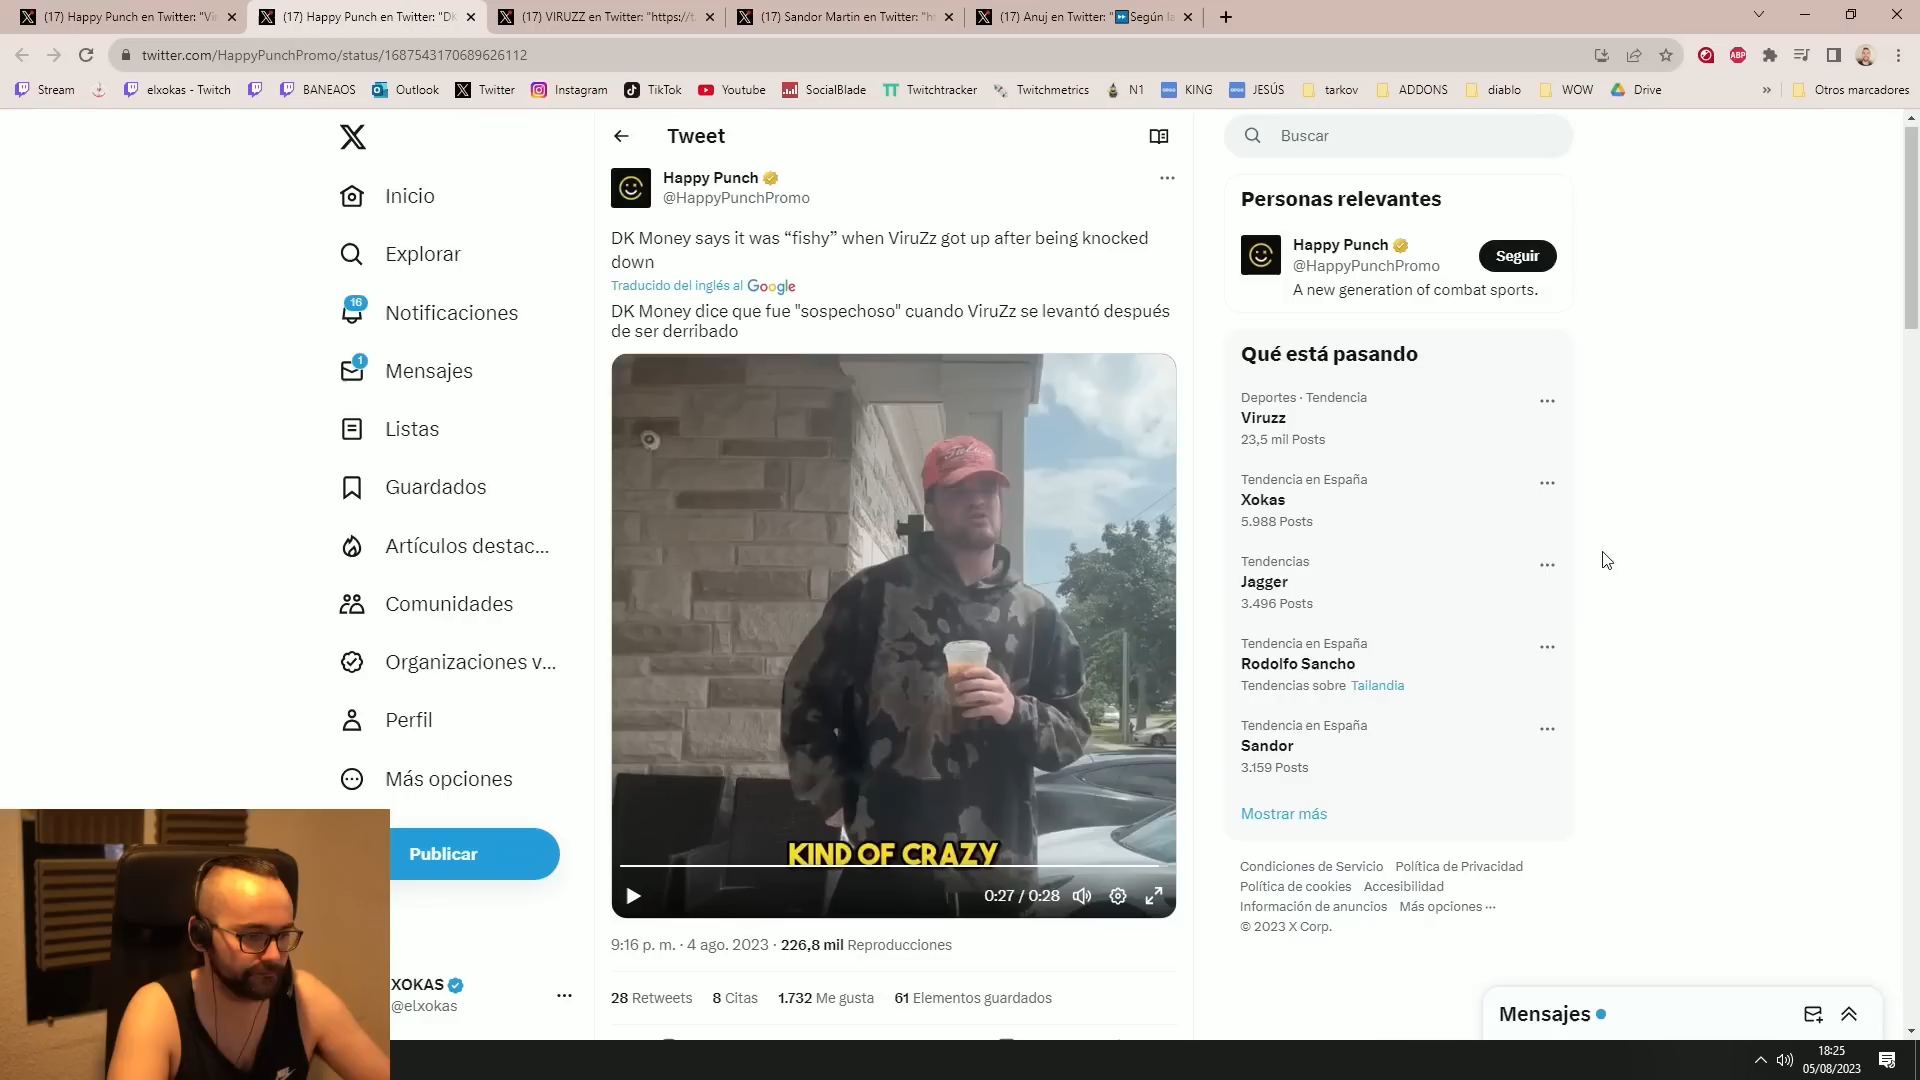 (17) Happy Punch en Twitter: "Vir
(17) Happy Punch en Twitter: "DK
(17) VIRUZZ en Twitter: "https://t.
(17) Sandor Martin en Twitter: "ht
(17) Anuj en Twitter: "Según la
twitter.com/HappyPunchPromo/status/1687543170689626112
ABP
Stream
elxokas - Twitch
BANEAOS
Outlook
Twitter
Instagram
TikTok
Youtube
SocialBlade
Twitchtracker
Twitchmetrics
N1
KING
JESÚS
tarkov
ADDONS
diablo
WOW
Drive
Otros marcadores
Inicio
Explorar
16
Notificaciones
1
Mensajes
Listas
Guardados
Artículos destac...
Comunidades
Organizaciones v...
Perfil
Más opciones
Publicar
XOKAS
@elxokas
Tweet
Happy Punch
@HappyPunchPromo
DK Money says it was “fishy” when ViruZz got up after being knocked
down
Traducido del inglés al Google
DK Money dice que fue "sospechoso" cuando ViruZz se levantó después
de ser derribado
KIND OF CRAZY
0:27 / 0:28
9:16 p. m. · 4 ago. 2023 · 226,8 mil Reproducciones
28 Retweets 8 Citas 1.732 Me gusta 61 Elementos guardados
Buscar
Personas relevantes
Happy Punch
@HappyPunchPromo
Seguir
A new generation of combat sports.
Qué está pasando
Deportes · Tendencia
Viruzz
23,5 mil Posts
Tendencia en España
Xokas
5.988 Posts
Tendencias
Jagger
3.496 Posts
Tendencia en España
Rodolfo Sancho
Tendencias sobre Tailandia
Tendencia en España
Sandor
3.159 Posts
Mostrar más
Condiciones de Servicio Política de Privacidad
Política de cookies Accesibilidad
Información de anuncios Más opciones ···
© 2023 X Corp.
Mensajes
18:25
05/08/2023